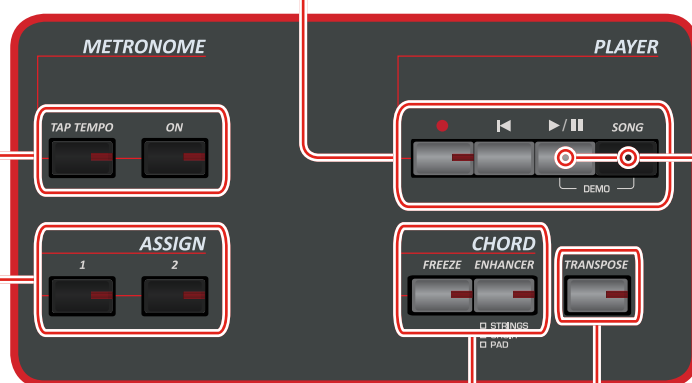 METRONOME
PLAYER
TAP TEMPO ON
SONG
DEMO
ASSIGN
1 2
CHORD
FREEZE ENHANCER
TRANSPOSE
STRINGS
PAD